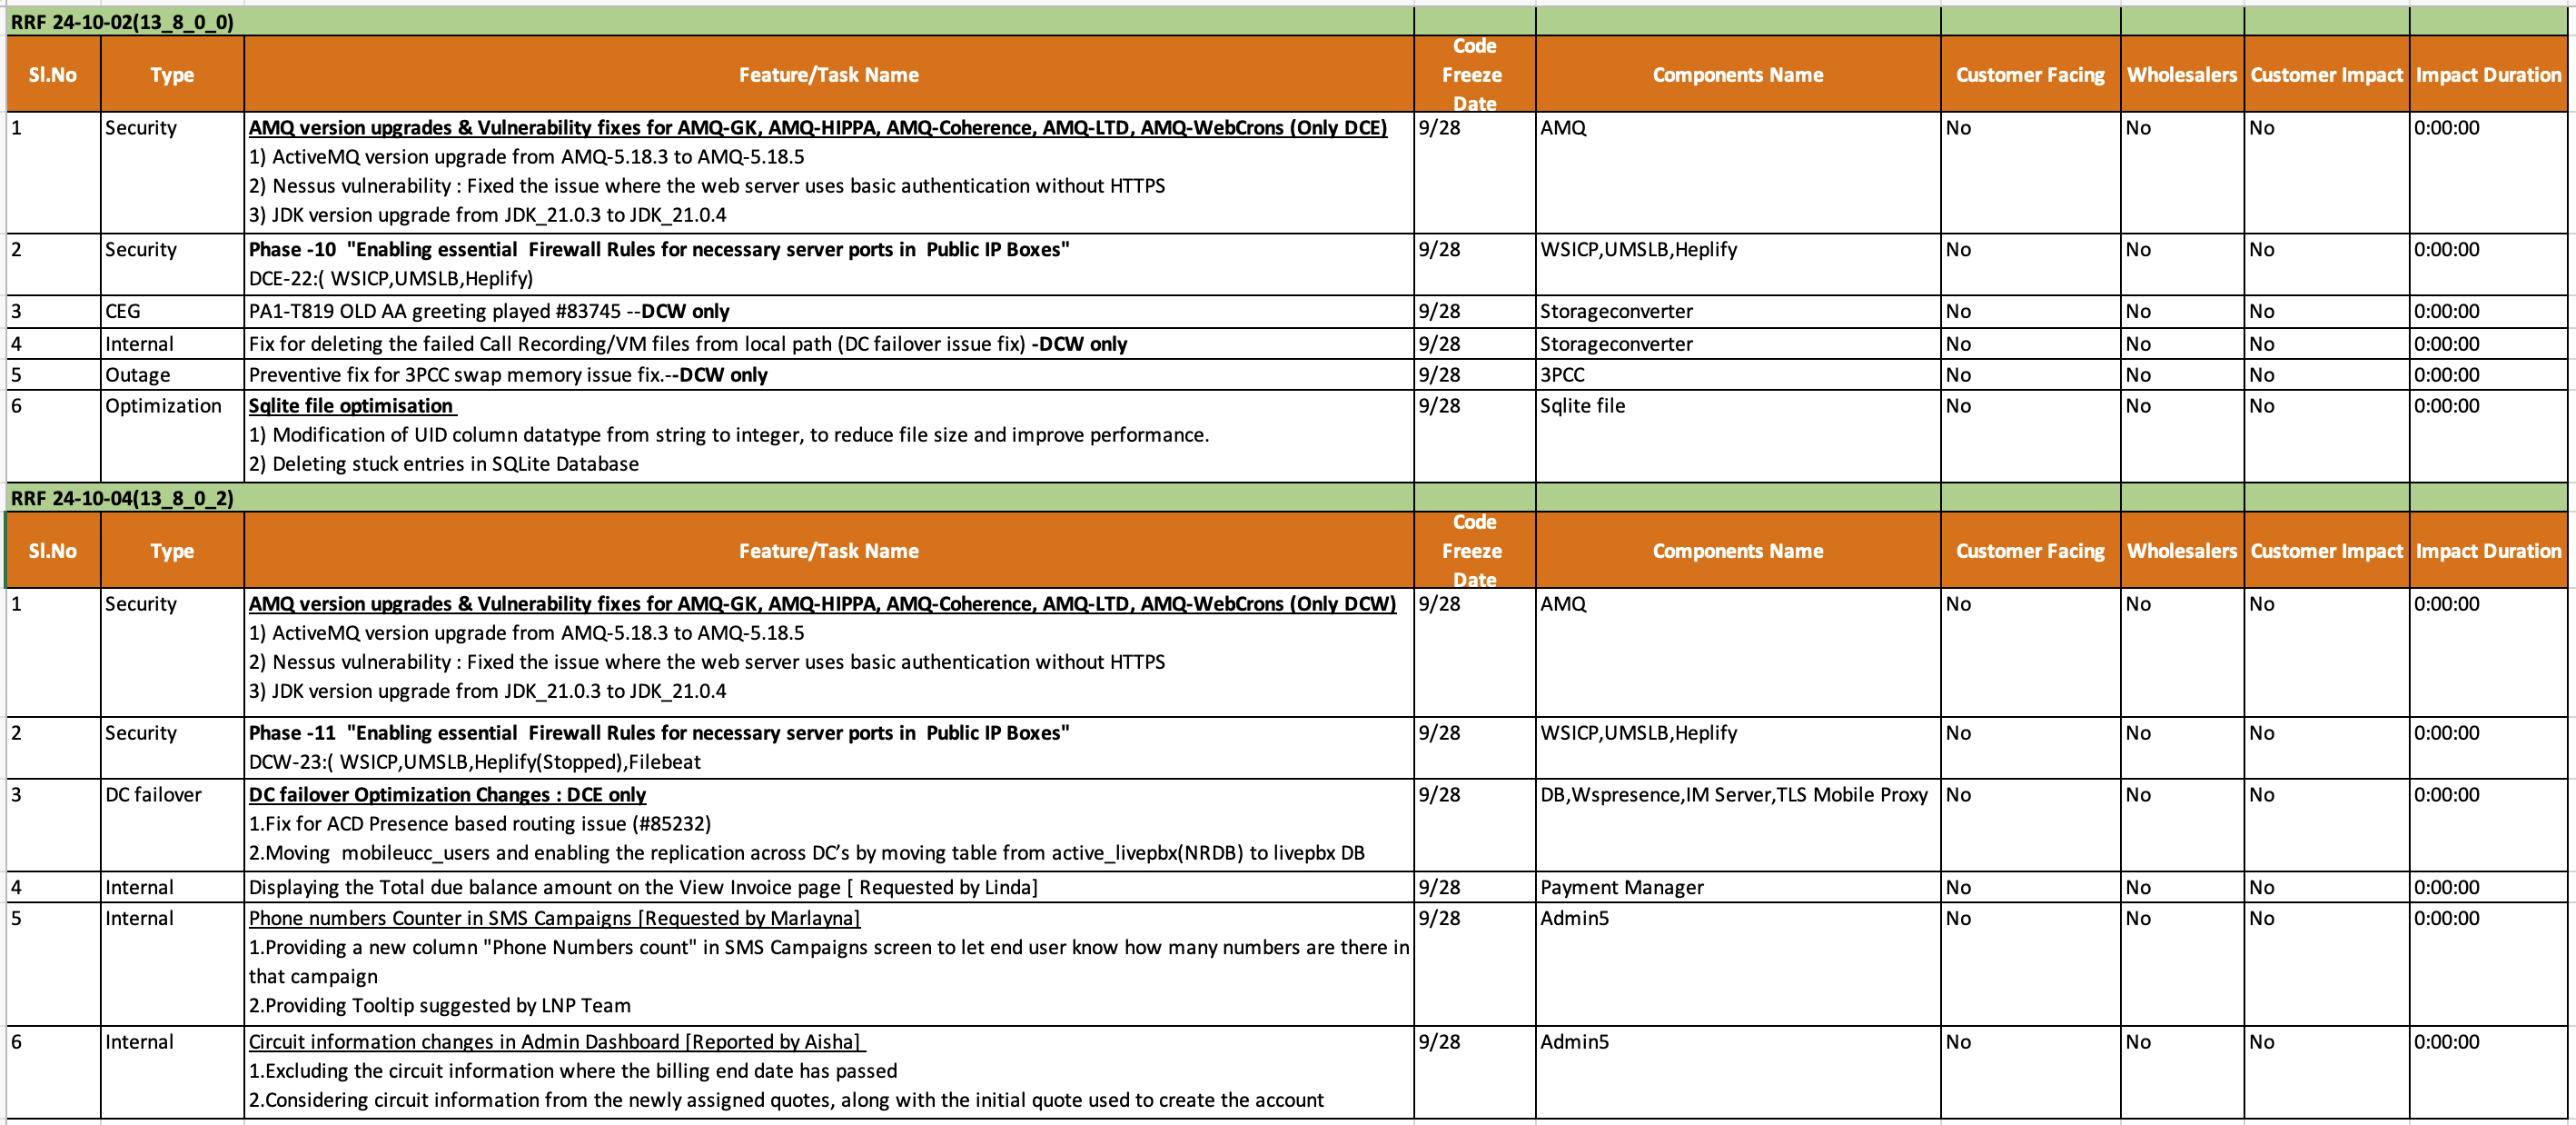 RRF 24-10-02(13_8_0_0)
Sl.No Type Feature/Task Name Code Freeze Date Components Name Customer Facing Wholesalers Customer Impact Impact Duration
1 Security AMQ version upgrades & Vulnerability fixes for AMQ-GK, AMQ-HIPPA, AMQ-Coherence, AMQ-LTD, AMQ-WebCrons (Only DCE) 9/28 AMQ No No No 0:00:00
1) ActiveMQ version upgrade from AMQ-5.18.3 to AMQ-5.18.5
2) Nessus vulnerability : Fixed the issue where the web server uses basic authentication without HTTPS
3) JDK version upgrade from JDK_21.0.3 to JDK_21.0.4
2 Security Phase -10 "Enabling essential Firewall Rules for necessary server ports in Public IP Boxes" 9/28 WSICP,UMSLB,Heplify No No No 0:00:00
DCE-22:( WSICP,UMSLB,Heplify)
3 CEG PA1-T819 OLD AA greeting played #83745 --DCW only 9/28 Storageconverter No No No 0:00:00
4 Internal Fix for deleting the failed Call Recording/VM files from local path (DC failover issue fix) -DCW only 9/28 Storageconverter No No No 0:00:00
5 Outage Preventive fix for 3PCC swap memory issue fix.--DCW only 9/28 3PCC No No No 0:00:00
6 Optimization Sqlite file optimisation 9/28 Sqlite file No No No 0:00:00
1) Modification of UID column datatype from string to integer, to reduce file size and improve performance.
2) Deleting stuck entries in SQLite Database
RRF 24-10-04(13_8_0_2)
Sl.No Type Feature/Task Name Code Freeze Date Components Name Customer Facing Wholesalers Customer Impact Impact Duration
1 Security AMQ version upgrades & Vulnerability fixes for AMQ-GK, AMQ-HIPPA, AMQ-Coherence, AMQ-LTD, AMQ-WebCrons (Only DCW) 9/28 AMQ No No No 0:00:00
1) ActiveMQ version upgrade from AMQ-5.18.3 to AMQ-5.18.5
2) Nessus vulnerability : Fixed the issue where the web server uses basic authentication without HTTPS
3) JDK version upgrade from JDK_21.0.3 to JDK_21.0.4
2 Security Phase -11 "Enabling essential Firewall Rules for necessary server ports in Public IP Boxes" 9/28 WSICP,UMSLB,Heplify No No No 0:00:00
DCW-23:( WSICP,UMSLB,Heplify(Stopped),Filebeat
3 DC failover DC failover Optimization Changes : DCE only 9/28 DB,Wspresence,IM Server,TLS Mobile Proxy No No No 0:00:00
1.Fix for ACD Presence based routing issue (#85232)
2.Moving mobileucc_users and enabling the replication across DC’s by moving table from active_livepbx(NRDB) to livepbx DB
4 Internal Displaying the Total due balance amount on the View Invoice page [ Requested by Linda] 9/28 Payment Manager No No No 0:00:00
5 Internal Phone numbers Counter in SMS Campaigns [Requested by Marlayna] 9/28 Admin5 No No No 0:00:00
1.Providing a new column "Phone Numbers count" in SMS Campaigns screen to let end user know how many numbers are there in
that campaign
2.Providing Tooltip suggested by LNP Team
6 Internal Circuit information changes in Admin Dashboard [Reported by Aisha] 9/28 Admin5 No No No 0:00:00
1.Excluding the circuit information where the billing end date has passed
2.Considering circuit information from the newly assigned quotes, along with the initial quote used to create the account